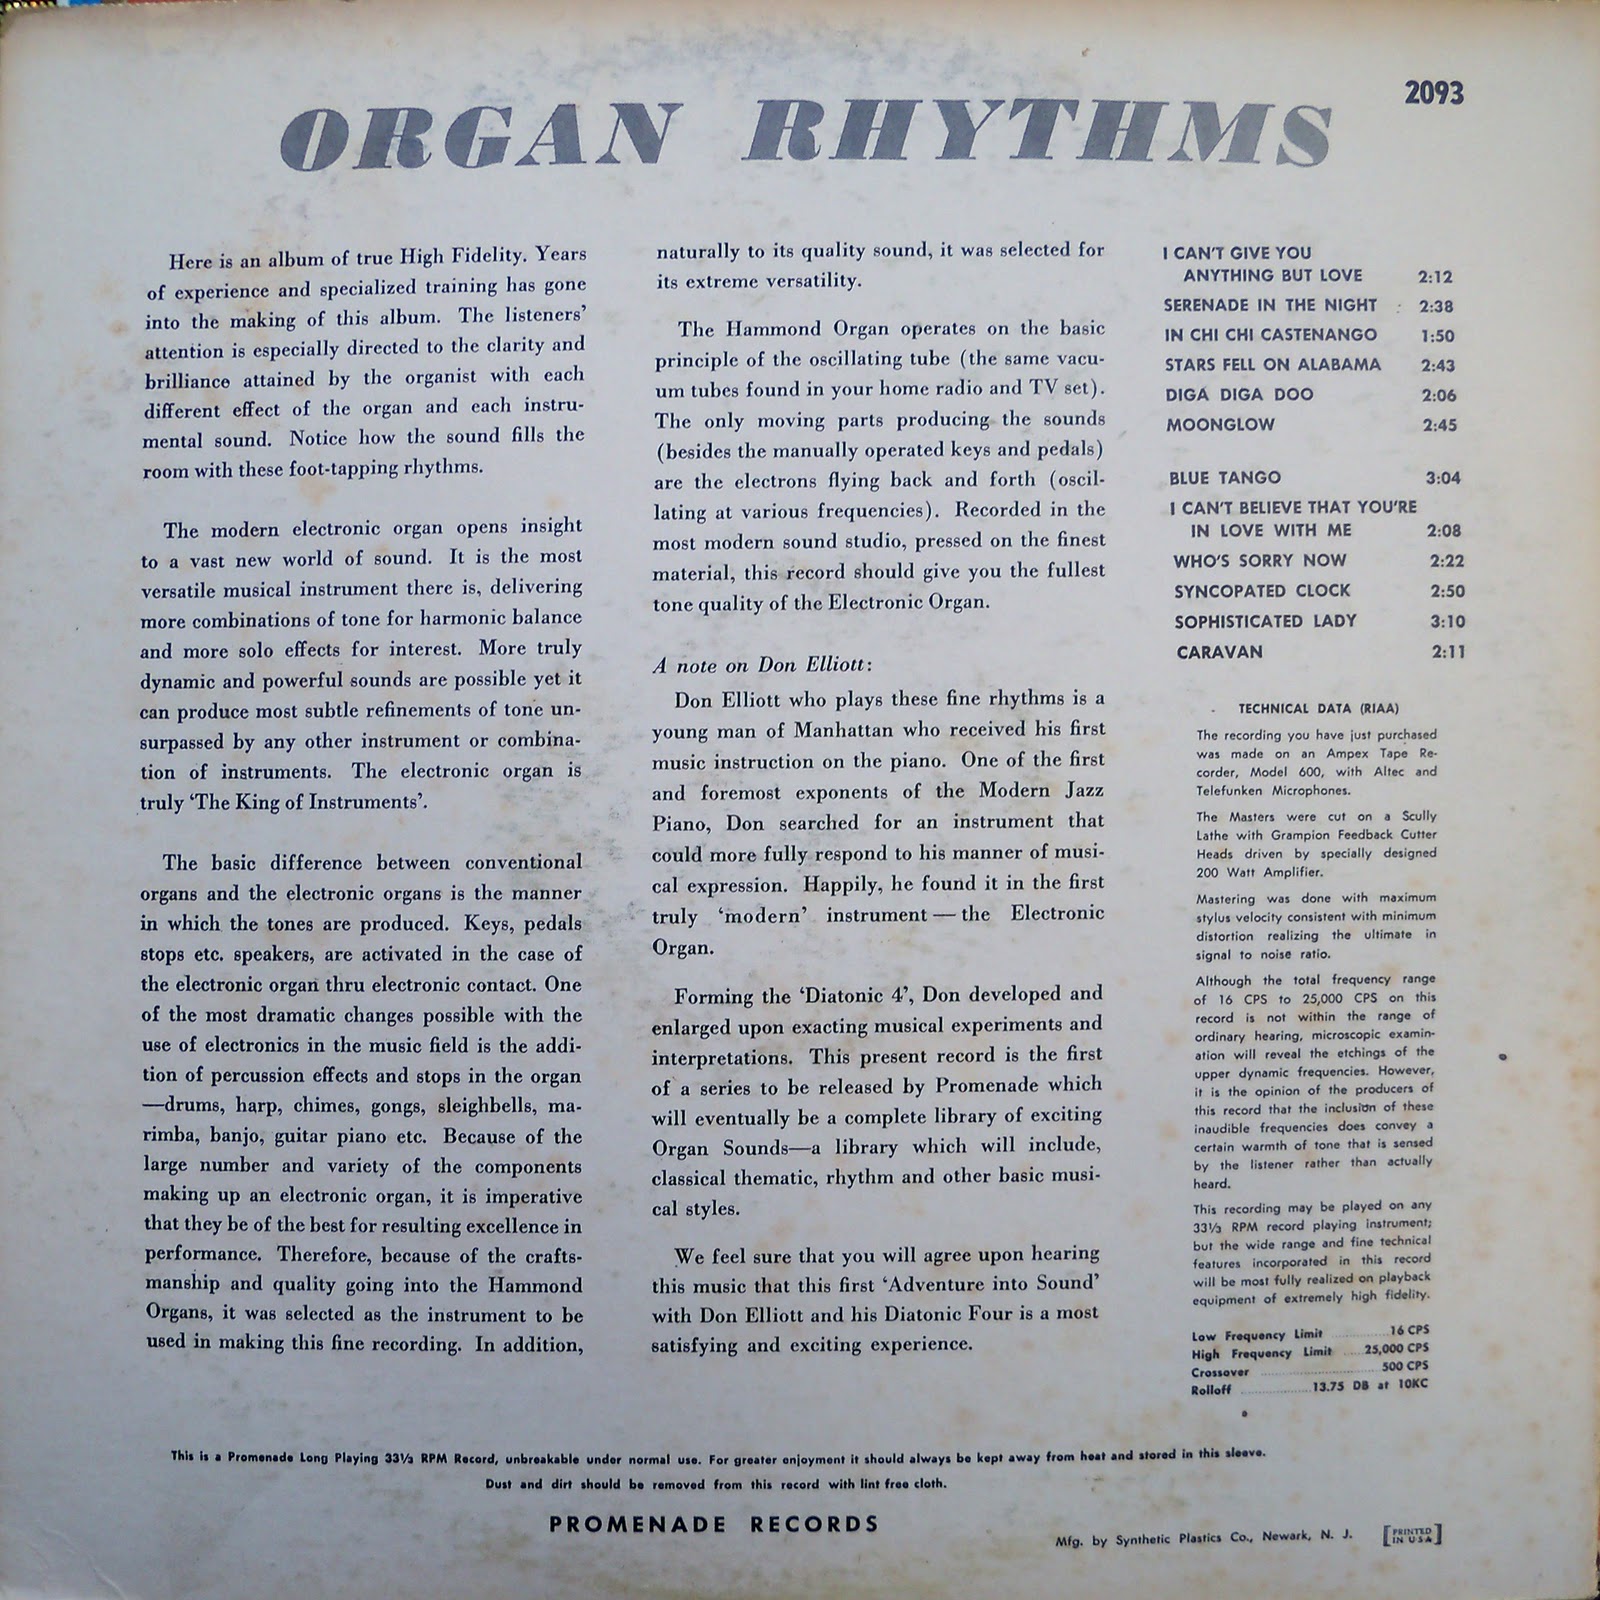 2093
ORGAN RHYTHMS
Here is an album of true High Fidelity. Years
of experience and specialized training has gone
into the making of this album. The listeners'
attention is especially directed to the clarity and
brilliance attained by the organist with each
different effect of the organ and each instru-
mental sound. Notice how the sound fills the
room with these foot-tapping rhythms.
The modern electronic organ opens insight
to a vast new world of sound. It is the most
versatile musical instrument there is, delivering
more combinations of tone for harmonic balance
and more solo effects for interest. More truly
dynamic and powerful sounds are possible yet it
can produce most subtle refinements of tone un-
surpassed by any other instrument or combina-
tion of instruments. The electronic organ is
truly 'The King of Instruments'.
The basic difference between conventional
organs and the electronic organs is the manner
in which the tones are produced. Keys, pedals
stops etc. speakers, are activated in the case of
the electronic organ thru electronic contact. One
of the most dramatic changes possible with the
use of electronics in the music field is the addi-
tion of percussion effects and stops in the organ
—drums, harp, chimes, gongs, sleighbells, ma-
rimba, banjo, guitar piano etc. Because of the
large number and variety of the components
making up an electronic organ, it is imperative
that they be of the best for resulting excellence in
performance. Therefore, because of the crafts-
manship and quality going into the Hammond
Organs, it was selected as the instrument to be
used in making this fine recording. In addition,
naturally to its quality sound, it was selected for
its extreme versatility.
The Hammond Organ operates on the basic
principle of the oscillating tube (the same vacu-
um tubes found in your home radio and TV set).
The only moving parts producing the sounds
(besides the manually operated keys and pedals)
are the electrons flying back and forth (oscil-
lating at various frequencies). Recorded in the
most modern sound studio, pressed on the finest
material, this record should give you the fullest
tone quality of the Electronic Organ.
A note on Don Elliott:
Don Elliott who plays these fine rhythms is a
young man of Manhattan who received his first
music instruction on the piano. One of the first
and foremost exponents of the Modern Jazz
Piano, Don searched for an instrument that
could more fully respond to his manner of musi-
cal expression. Happily, he found it in the first
truly 'modern' instrument — the Electronic
Organ.
Forming the 'Diatonic 4', Don developed and
enlarged upon exacting musical experiments and
interpretations. This present record is the first
of a series to be released by Promenade which
will eventually be a complete library of exciting
Organ Sounds—a library which will include,
classical thematic, rhythm and other basic musi-
cal styles.
We feel sure that you will agree upon hearing
this music that this first 'Adventure into Sound'
with Don Elliott and his Diatonic Four is a most
satisfying and exciting experience.
I CAN'T GIVE YOU
ANYTHING BUT LOVE 2:12
SERENADE IN THE NIGHT 2:38
IN CHI CHI CASTENANGO 1:50
STARS FELL ON ALABAMA 2:43
DIGA DIGA DOO 2:06
MOONGLOW 2:45
BLUE TANGO 3:04
I CAN'T BELIEVE THAT YOU'RE
IN LOVE WITH ME 2:08
WHO'S SORRY NOW 2:22
SYNCOPATED CLOCK 2:50
SOPHISTICATED LADY 3:10
CARAVAN 2:11
TECHNICAL DATA (RIAA)
The recording you have just purchased
was made on an Ampex Tape Re-
corder, Model 600, with Altec and
Telefunken Microphones.
The Masters were cut on a Scully
Lathe with Grampion Feedback Cutter
Heads driven by specially designed
200 Watt Amplifier.
Mastering was done with maximum
stylus velocity consistent with minimum
distortion realizing the ultimate in
signal to noise ratio.
Although the total frequency range
of 16 CPS to 25,000 CPS on this
record is not within the range of
ordinary hearing, microscopic examin-
ation will reveal the etchings of the
upper dynamic frequencies. However,
it is the opinion of the producers of
this record that the inclusion of these
inaudible frequencies does convey a
certain warmth of tone that is sensed
by the listener rather than actually
heard.
This recording may be played on any
33⅓ RPM record playing instrument;
but the wide range and fine technical
features incorporated in this record
will be most fully realized on playback
equipment of extremely high fidelity.
Low Frequency Limit ........... 16 CPS
High Frequency Limit .... 25,000 CPS
Crossover ........................ 500 CPS
Rolloff .............. 13.75 DB at 10KC
This is a Promenade Long Playing 33⅓ RPM Record, unbreakable under normal use. For greater enjoyment it should always be kept away from heat and stored in this sleeve.
Dust and dirt should be removed from this record with lint free cloth.
PROMENADE RECORDS
Mfg. by Synthetic Plastics Co., Newark, N. J.
[PRINTED
IN USA]